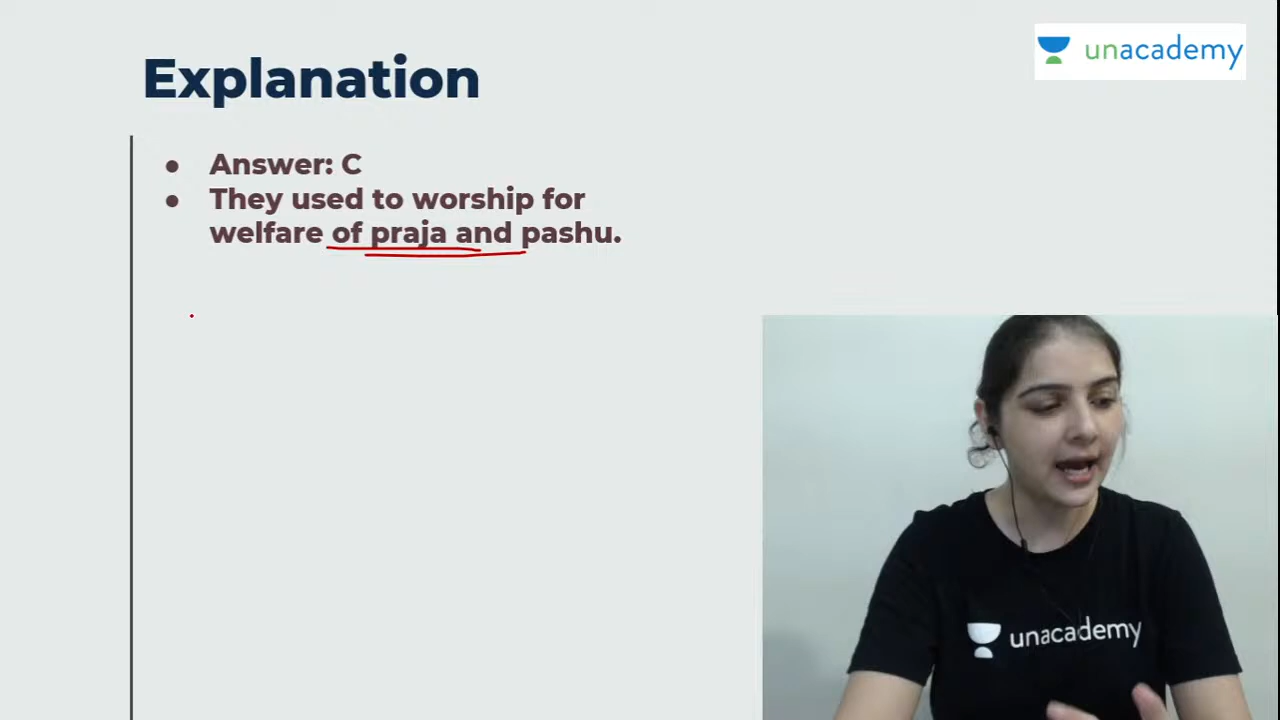 unacademy
Explanation
● Answer: C
● They used to worship for
welfare of praja and pashu.
unacademy